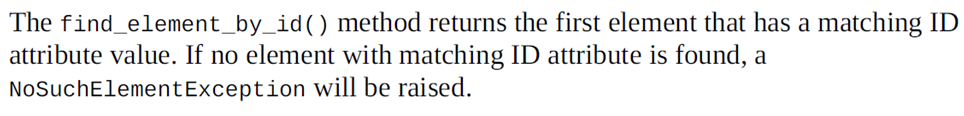 The find_element_by_id() method returns the first element that has a matching ID
attribute value. If no element with matching ID attribute is found, a
NoSuchElementException will be raised.